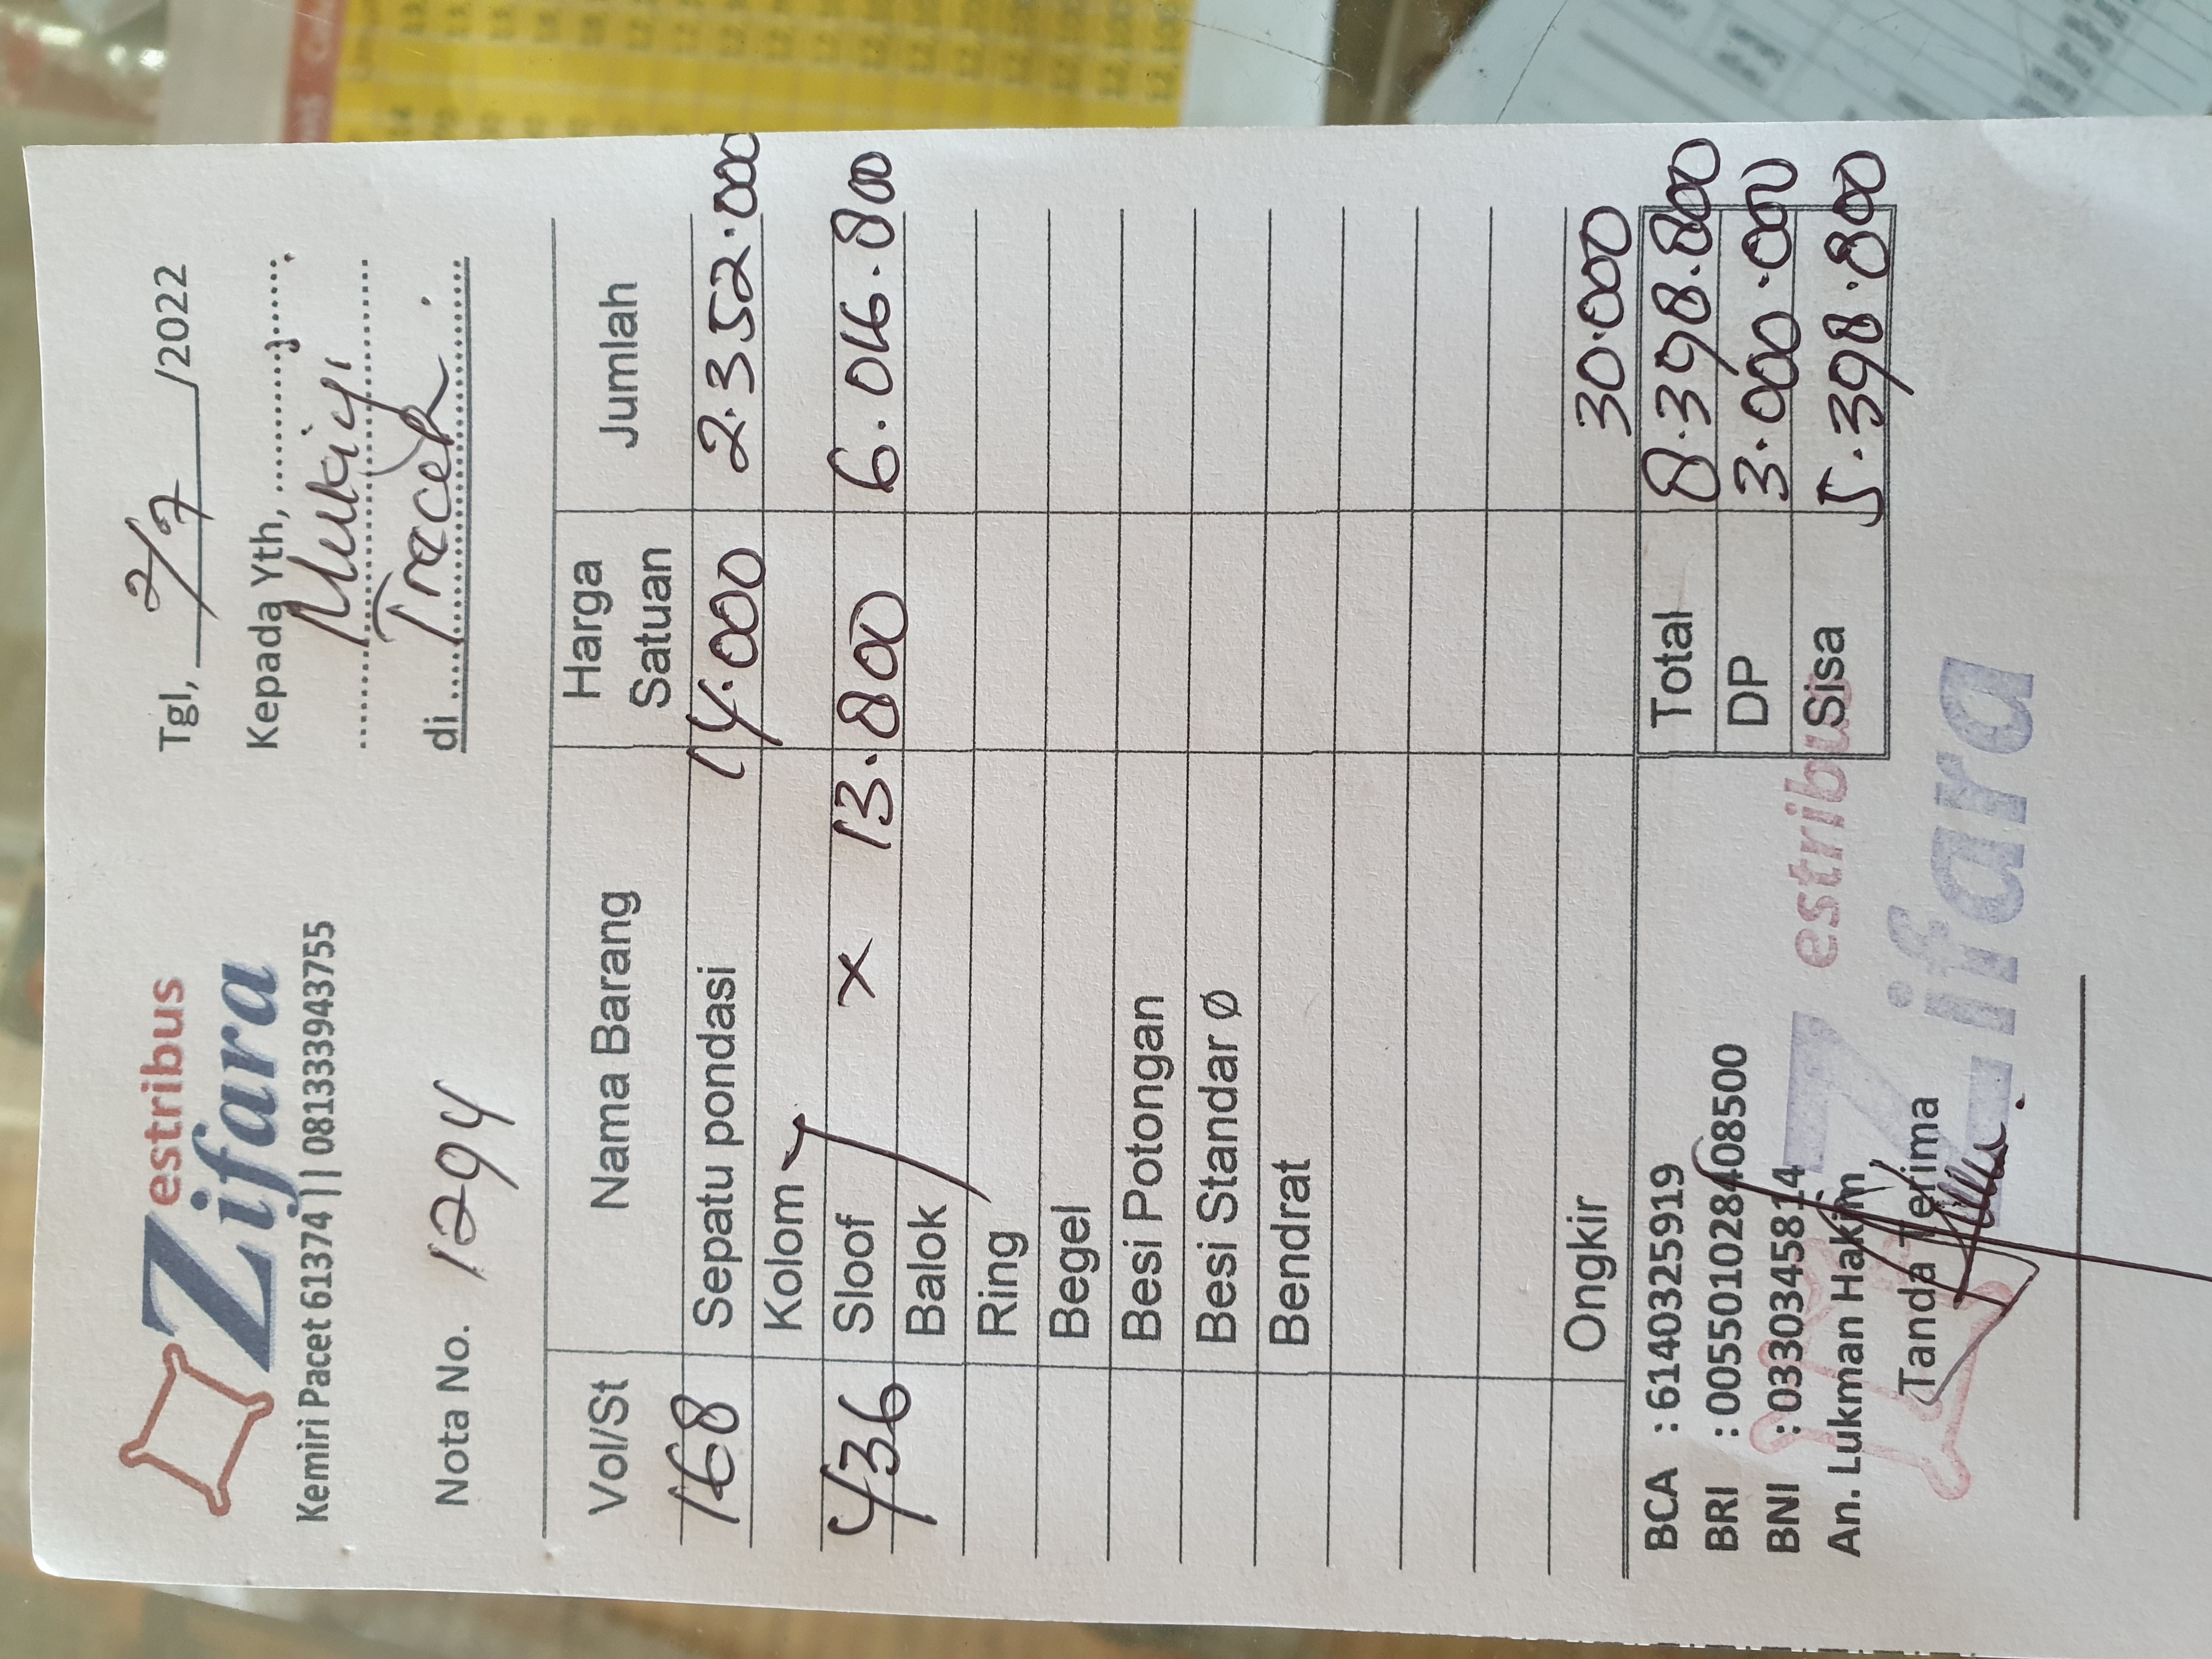 estribus
Zifara
Kemiri Pacet 61374 || 081333943755
Tgl, 2/7 /2022
Kepada Yth,
Nota No. 1294
di
Vol/St Nama Barang Harga Satuan Jumlah
168 Sepatu pondasi 14.000 2.352.000
Kolom
436 Sloof x 13.800 6.016.800
Balok
Ring
Begel
Besi Potongan
Besi Standar Ø
Bendrat
Ongkir 30.000
BCA : 6140325919 Total 8.398.800
BRI : 005501028408500 DP 3.000.000
BNI : 0330345814 Sisa 5.398.800
An. Lukman Hakim
Tanda Terima
estribus
Zifara